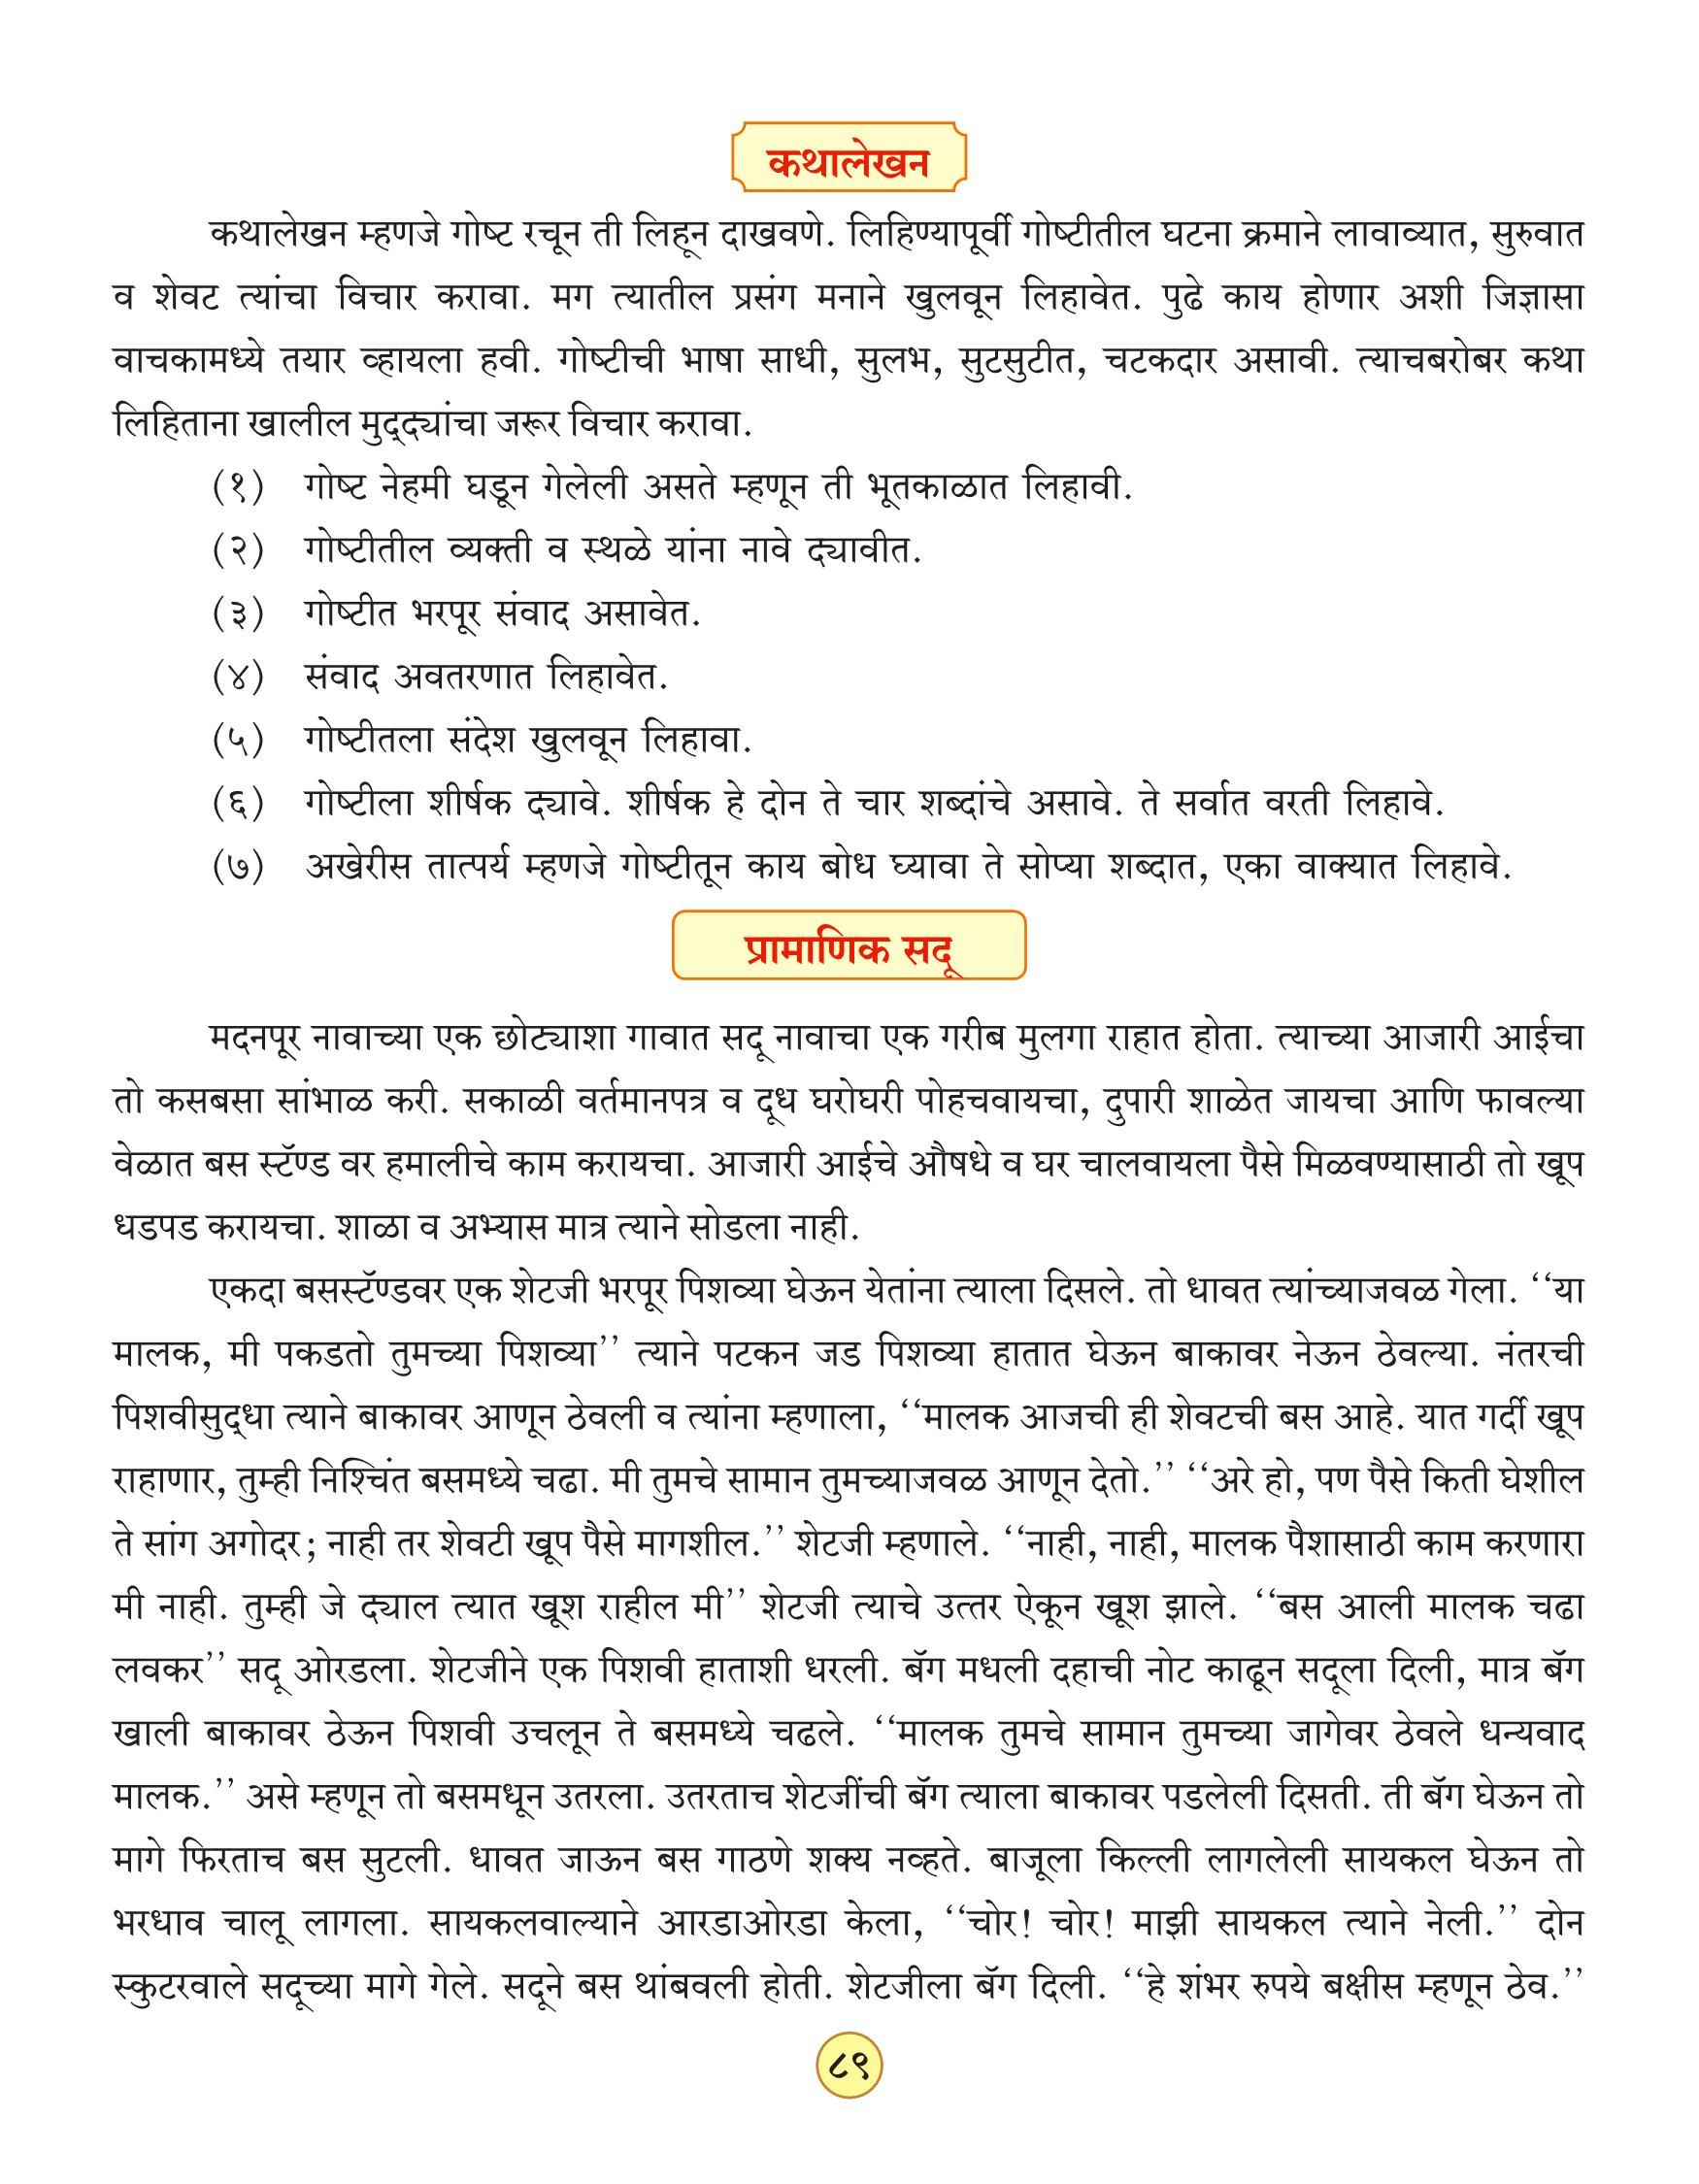 कथालेखन
कथालेखन म्हणजे गोष्ट रचून ती लिहून दाखवणे. लिहिण्यापूर्वी गोष्टीतील घटना क्रमाने लावाव्यात, सुरुवात
व शेवट त्यांचा विचार करावा. मग त्यातील प्रसंग मनाने खुलवून लिहावेत. पुढे काय होणार अशी जिज्ञासा
वाचकामध्ये तयार व्हायला हवी. गोष्टीची भाषा साधी, सुलभ, सुटसुटीत, चटकदार असावी. त्याचबरोबर कथा
लिहिताना खालील मुद्द्यांचा जरूर विचार करावा.
(१) गोष्ट नेहमी घडून गेलेली असते म्हणून ती भूतकाळात लिहावी.
(२) गोष्टीतील व्यक्ती व स्थळे यांना नावे द्यावीत.
(३) गोष्टीत भरपूर संवाद असावेत.
(४) संवाद अवतरणात लिहावेत.
(५) गोष्टीतला संदेश खुलवून लिहावा.
(६) गोष्टीला शीर्षक द्यावे. शीर्षक हे दोन ते चार शब्दांचे असावे. ते सर्वात वरती लिहावे.
(७) अखेरीस तात्पर्य म्हणजे गोष्टीतून काय बोध घ्यावा ते सोप्या शब्दात, एका वाक्यात लिहावे.
प्रामाणिक सदू
मदनपूर नावाच्या एक छोट्याशा गावात सदू नावाचा एक गरीब मुलगा राहात होता. त्याच्या आजारी आईचा
तो कसबसा सांभाळ करी. सकाळी वर्तमानपत्र व दूध घरोघरी पोहचवायचा, दुपारी शाळेत जायचा आणि फावल्या
वेळात बस स्टॅण्ड वर हमालीचे काम करायचा. आजारी आईचे औषधे व घर चालवायला पैसे मिळवण्यासाठी तो खूप
धडपड करायचा. शाळा व अभ्यास मात्र त्याने सोडला नाही.
एकदा बसस्टॅण्डवर एक शेटजी भरपूर पिशव्या घेऊन येतांना त्याला दिसले. तो धावत त्यांच्याजवळ गेला. ‘‘या
मालक, मी पकडतो तुमच्या पिशव्या’’ त्याने पटकन जड पिशव्या हातात घेऊन बाकावर नेऊन ठेवल्या. नंतरची
पिशवीसुद्धा त्याने बाकावर आणून ठेवली व त्यांना म्हणाला, ‘‘मालक आजची ही शेवटची बस आहे. यात गर्दी खूप
राहाणार, तुम्ही निश्चिंत बसमध्ये चढा. मी तुमचे सामान तुमच्याजवळ आणून देतो.’’ ‘‘अरे हो, पण पैसे किती घेशील
ते सांग अगोदर; नाही तर शेवटी खूप पैसे मागशील.’’ शेटजी म्हणाले. ‘‘नाही, नाही, मालक पैशासाठी काम करणारा
मी नाही. तुम्ही जे द्याल त्यात खूश राहील मी’’ शेटजी त्याचे उत्तर ऐकून खूश झाले. ‘‘बस आली मालक चढा
लवकर’’ सदू ओरडला. शेटजीने एक पिशवी हाताशी धरली. बॅग मधली दहाची नोट काढून सदूला दिली, मात्र बॅग
खाली बाकावर ठेऊन पिशवी उचलून ते बसमध्ये चढले. ‘‘मालक तुमचे सामान तुमच्या जागेवर ठेवले धन्यवाद
मालक.’’ असे म्हणून तो बसमधून उतरला. उतरताच शेटजींची बॅग त्याला बाकावर पडलेली दिसती. ती बॅग घेऊन तो
मागे फिरताच बस सुटली. धावत जाऊन बस गाठणे शक्य नव्हते. बाजूला किल्ली लागलेली सायकल घेऊन तो
भरधाव चालू लागला. सायकलवाल्याने आरडाओरडा केला, ‘‘चोर! चोर! माझी सायकल त्याने नेली.’’ दोन
स्कुटरवाले सदूच्या मागे गेले. सदूने बस थांबवली होती. शेटजीला बॅग दिली. ‘‘हे शंभर रुपये बक्षीस म्हणून ठेव.’’
८९